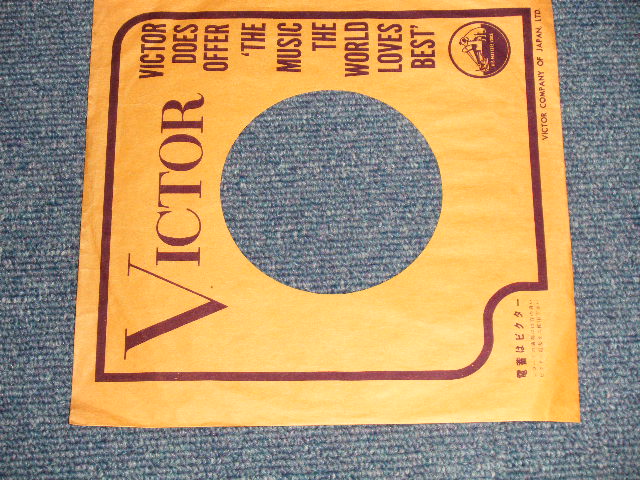 VICTOR
VICTOR
DOES
OFFER
'THE
MUSIC
THE
WORLD
LOVES
BEST'
VICTOR COMPANY OF JAPAN, LTD.
電蓄はビクター